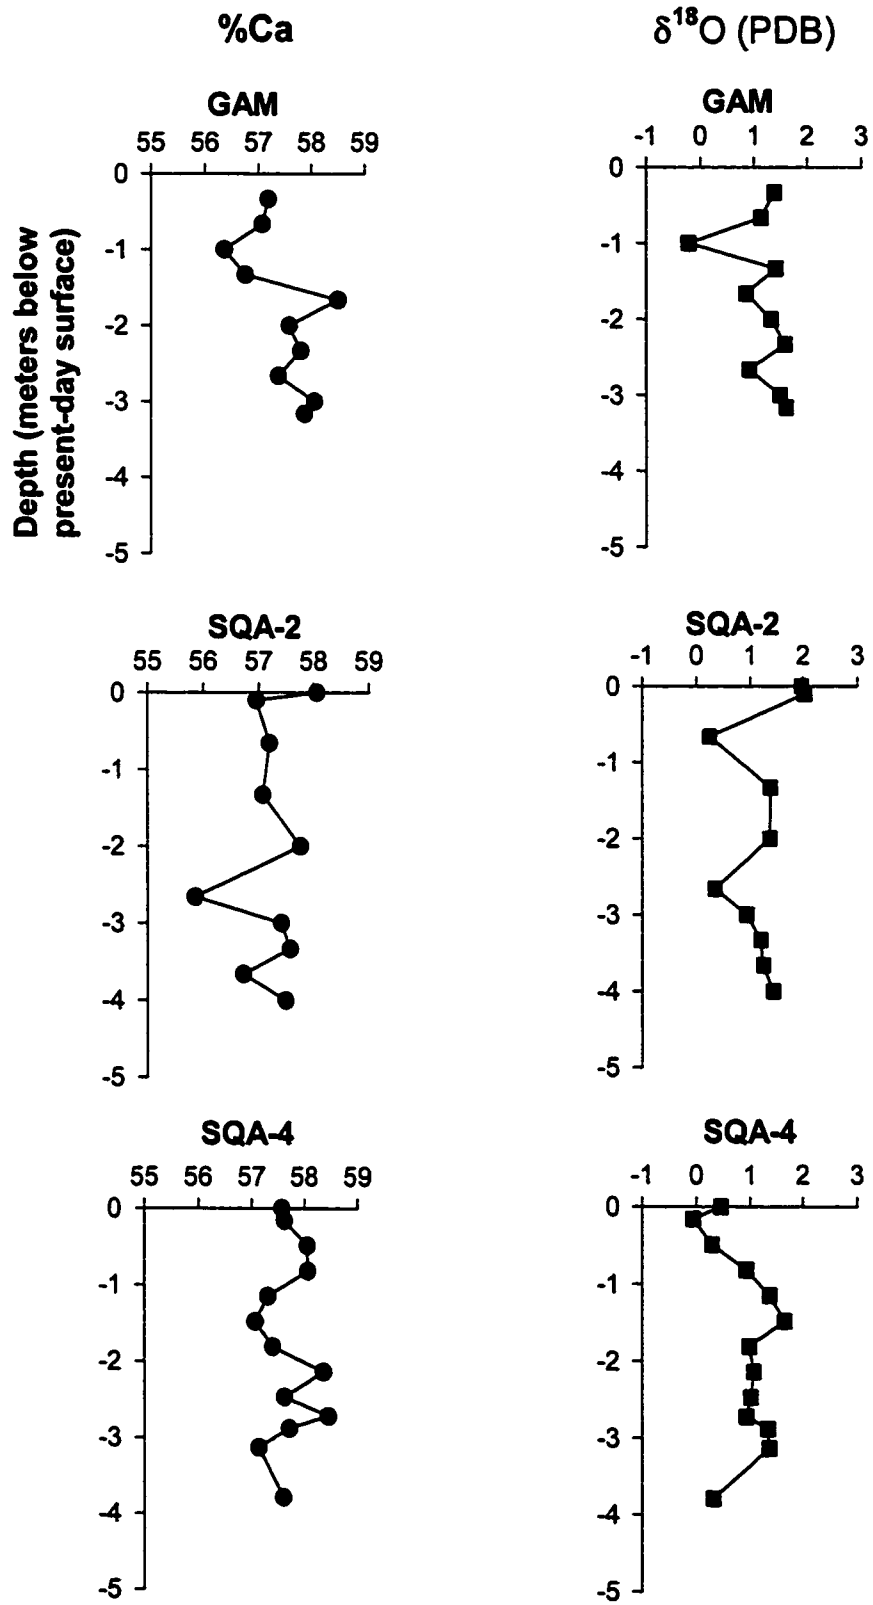 %Ca
δ¹⁸O (PDB)
GAM
55 56 57 58 59
0
-1
-2
-3
-4
-5
Depth (meters below
present-day surface)
GAM
-1 0 1 2 3
0
-1
-2
-3
-4
-5
SQA-2
55 56 57 58 59
0
-1
-2
-3
-4
-5
SQA-2
-1 0 1 2 3
0
-1
-2
-3
-4
-5
SQA-4
55 56 57 58 59
0
-1
-2
-3
-4
-5
SQA-4
-1 0 1 2 3
0
-1
-2
-3
-4
-5